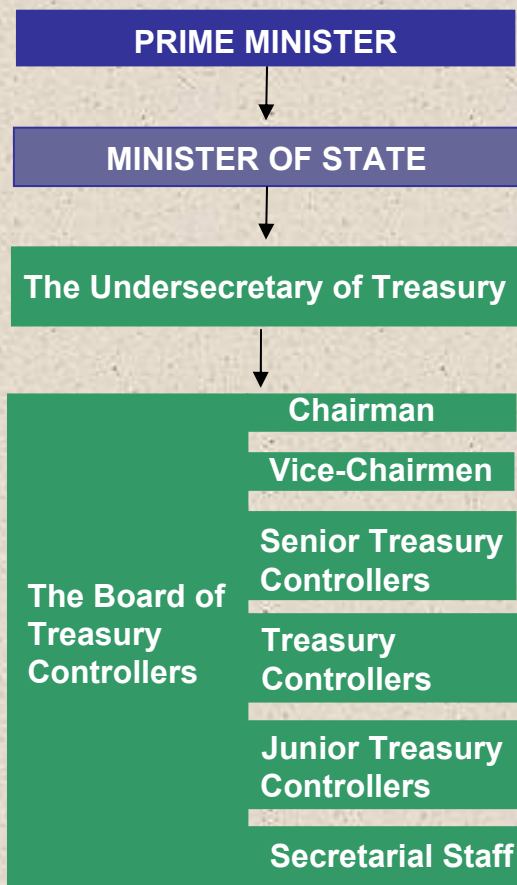 PRIME MINISTER
MINISTER OF STATE
The Undersecretary of Treasury
The Board of
Treasury
Controllers
Chairman
Vice-Chairmen
Senior Treasury
Controllers
Treasury
Controllers
Junior Treasury
Controllers
Secretarial Staff